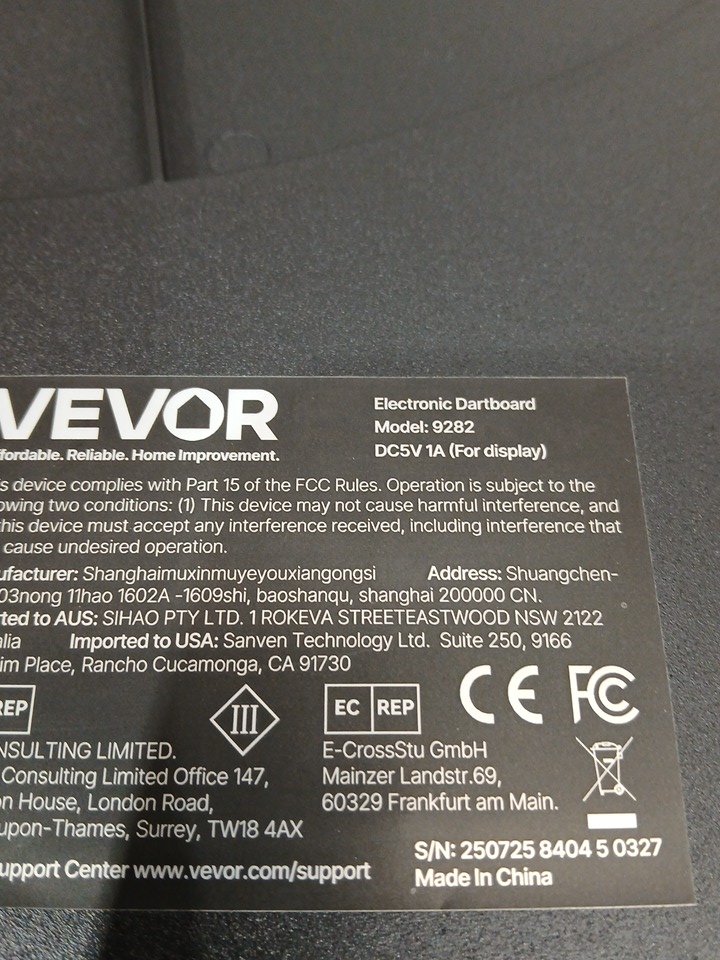 VEVOR
Electronic Dartboard
Model: 9282
DC5V 1A (For display)
ffordable. Reliable. Home Improvement.
s device complies with Part 15 of the FCC Rules. Operation is subject to the
owing two conditions: (1) This device may not cause harmful interference, and
this device must accept any interference received, including interference that
cause undesired operation.
ufacturer: Shanghaimuxinmuyeyouxiangongsi Address: Shuangchen-
03nong 11hao 1602A -1609shi, baoshanqu, shanghai 200000 CN.
rted to AUS: SIHAO PTY LTD. 1 ROKEVA STREETEASTWOOD NSW 2122
alia Imported to USA: Sanven Technology Ltd. Suite 250, 9166
im Place, Rancho Cucamonga, CA 91730
REP
III
EC REP
CE FC
NSULTING LIMITED.
Consulting Limited Office 147,
on House, London Road,
upon-Thames, Surrey, TW18 4AX
E-CrossStu GmbH
Mainzer Landstr.69,
60329 Frankfurt am Main.
upport Center www.vevor.com/support
S/N: 250725 8404 5 0327
Made In China